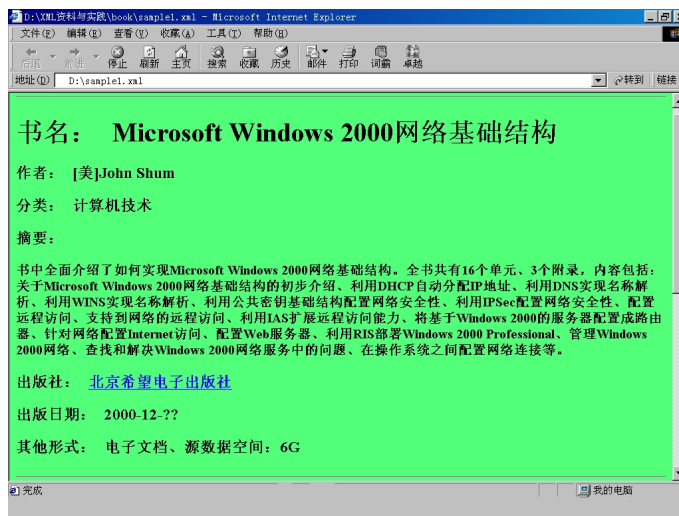 D:\XML资料与实践\book\sample1.xml - Microsoft Internet Explorer
文件(F) 编辑(E) 查看(V) 收藏(A) 工具(T) 帮助(H)
后退 前进 停止 刷新 主页 搜索 收藏 历史 邮件 打印 词霸 卓越
地址(D) D:\sample1.xml 转到 链接
书名： Microsoft Windows 2000网络基础结构
作者： [美]John Shum
分类： 计算机技术
摘要：
书中全面介绍了如何实现Microsoft Windows 2000网络基础结构。全书共有16个单元、3个附录，内容包括：
关于Microsoft Windows 2000网络基础结构的初步介绍、利用DHCP自动分配IP地址、利用DNS实现名称解
析、利用WINS实现名称解析、利用公共密钥基础结构配置网络安全性、利用IPSec配置网络安全性、配置
远程访问、支持到网络的远程访问、利用IAS扩展远程访问能力、将基于Windows 2000的服务器配置成路由
器、针对网络配置Internet访问、配置Web服务器、利用RIS部署Windows 2000 Professional、管理Windows
2000网络、查找和解决Windows 2000网络服务中的问题、在操作系统之间配置网络连接等。
出版社： 北京希望电子出版社
出版日期： 2000-12-??
其他形式： 电子文档、源数据空间：6G
完成 我的电脑